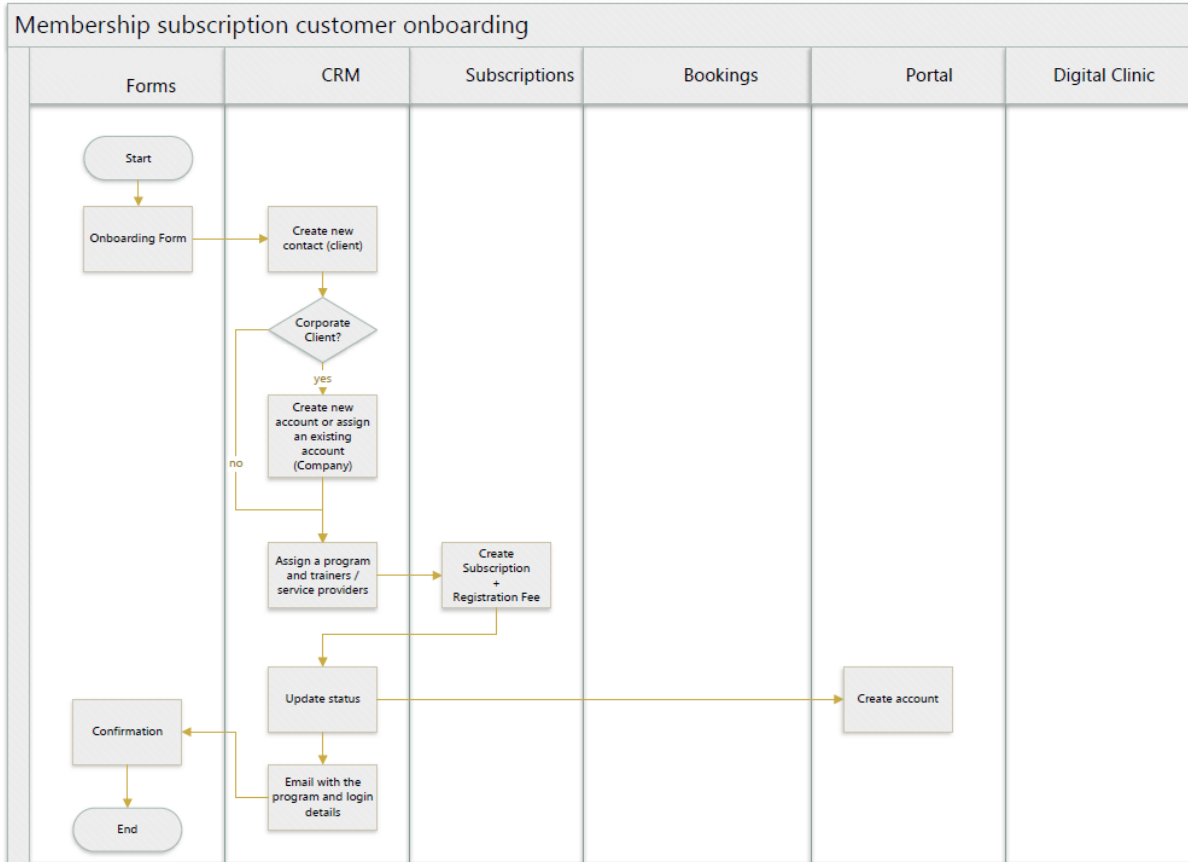 Membership subscription customer onboarding
Forms
CRM
Subscriptions
Bookings
Portal
Digital Clinic
Start
Onboarding Form
Create new
contact (client)
Corporate
Client?
yes
Create new
account or assign
an existing
account
(Company)
no
Assign a program
and trainers /
service providers
Create
Subscription
+
Registration Fee
Update status
Create account
Confirmation
Email with the
program and login
details
End